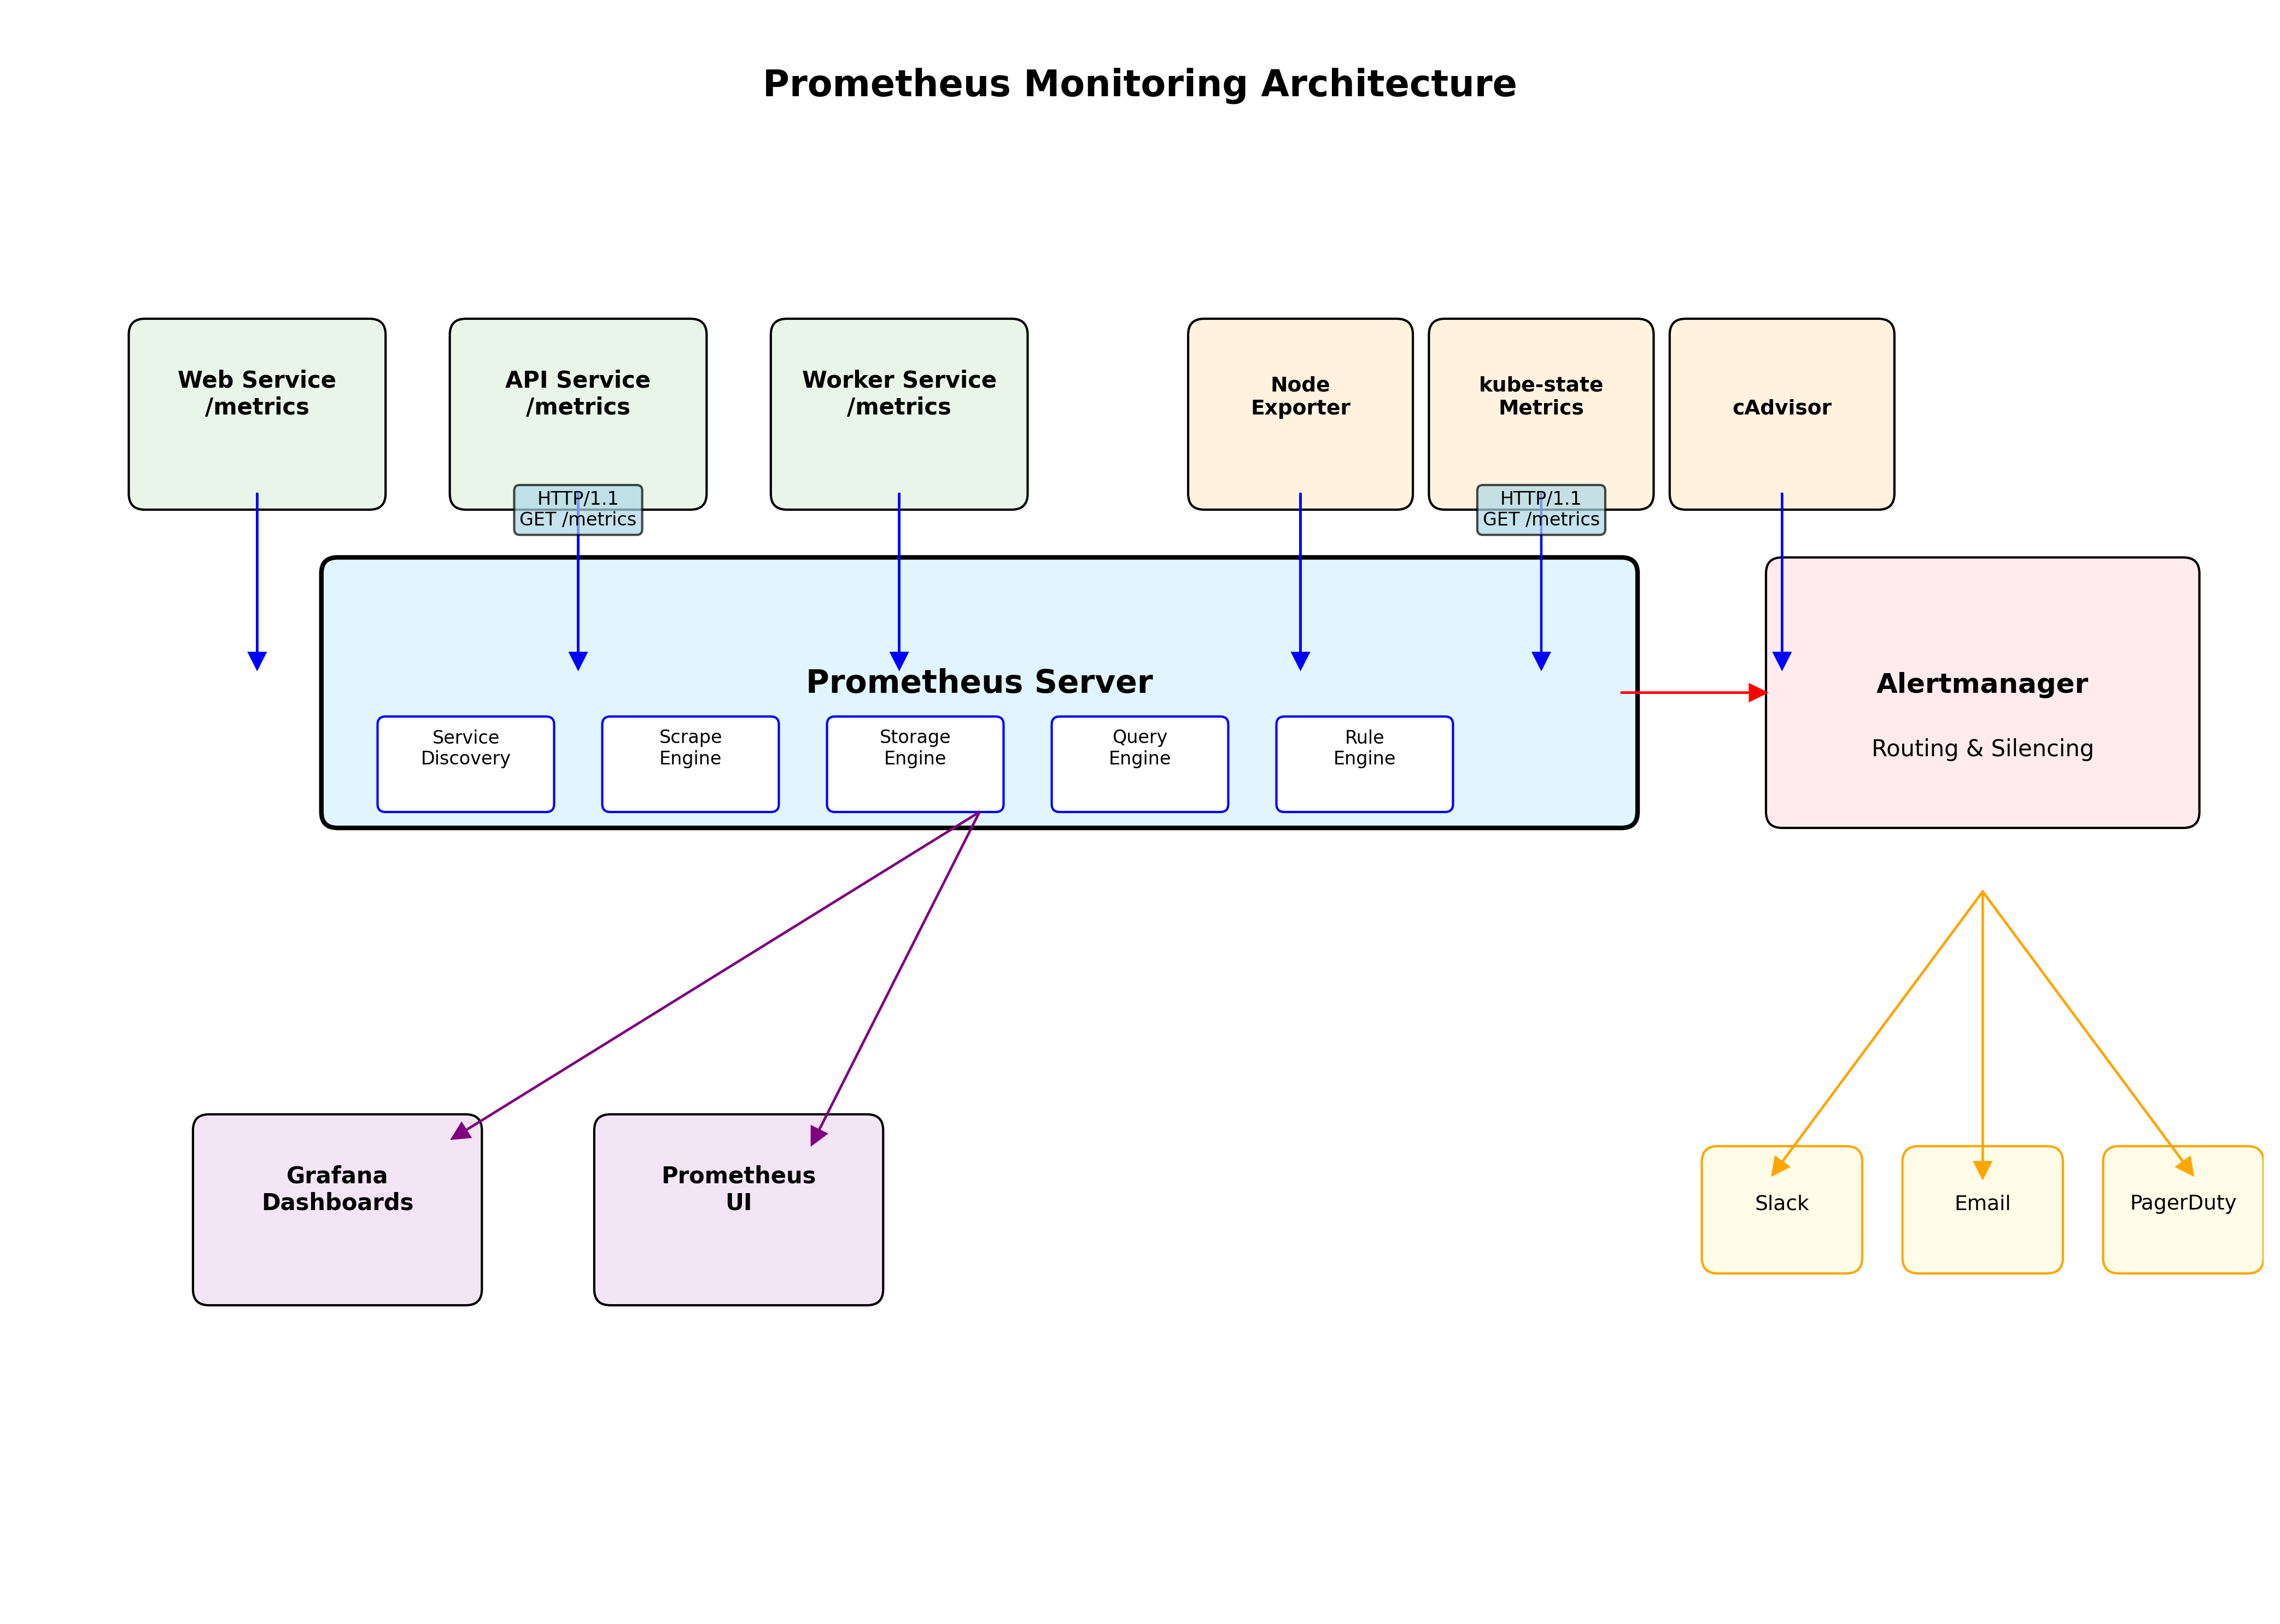 Prometheus Monitoring Architecture
Web Service
/metrics
API Service
/metrics
Worker Service
/metrics
Node
Exporter
kube-state
Metrics
cAdvisor
HTTP/1.1
GET /metrics
HTTP/1.1
GET /metrics
Prometheus Server
Service
Discovery
Scrape
Engine
Storage
Engine
Query
Engine
Rule
Engine
Alertmanager
Routing & Silencing
Grafana
Dashboards
Prometheus
UI
Slack
Email
PagerDuty